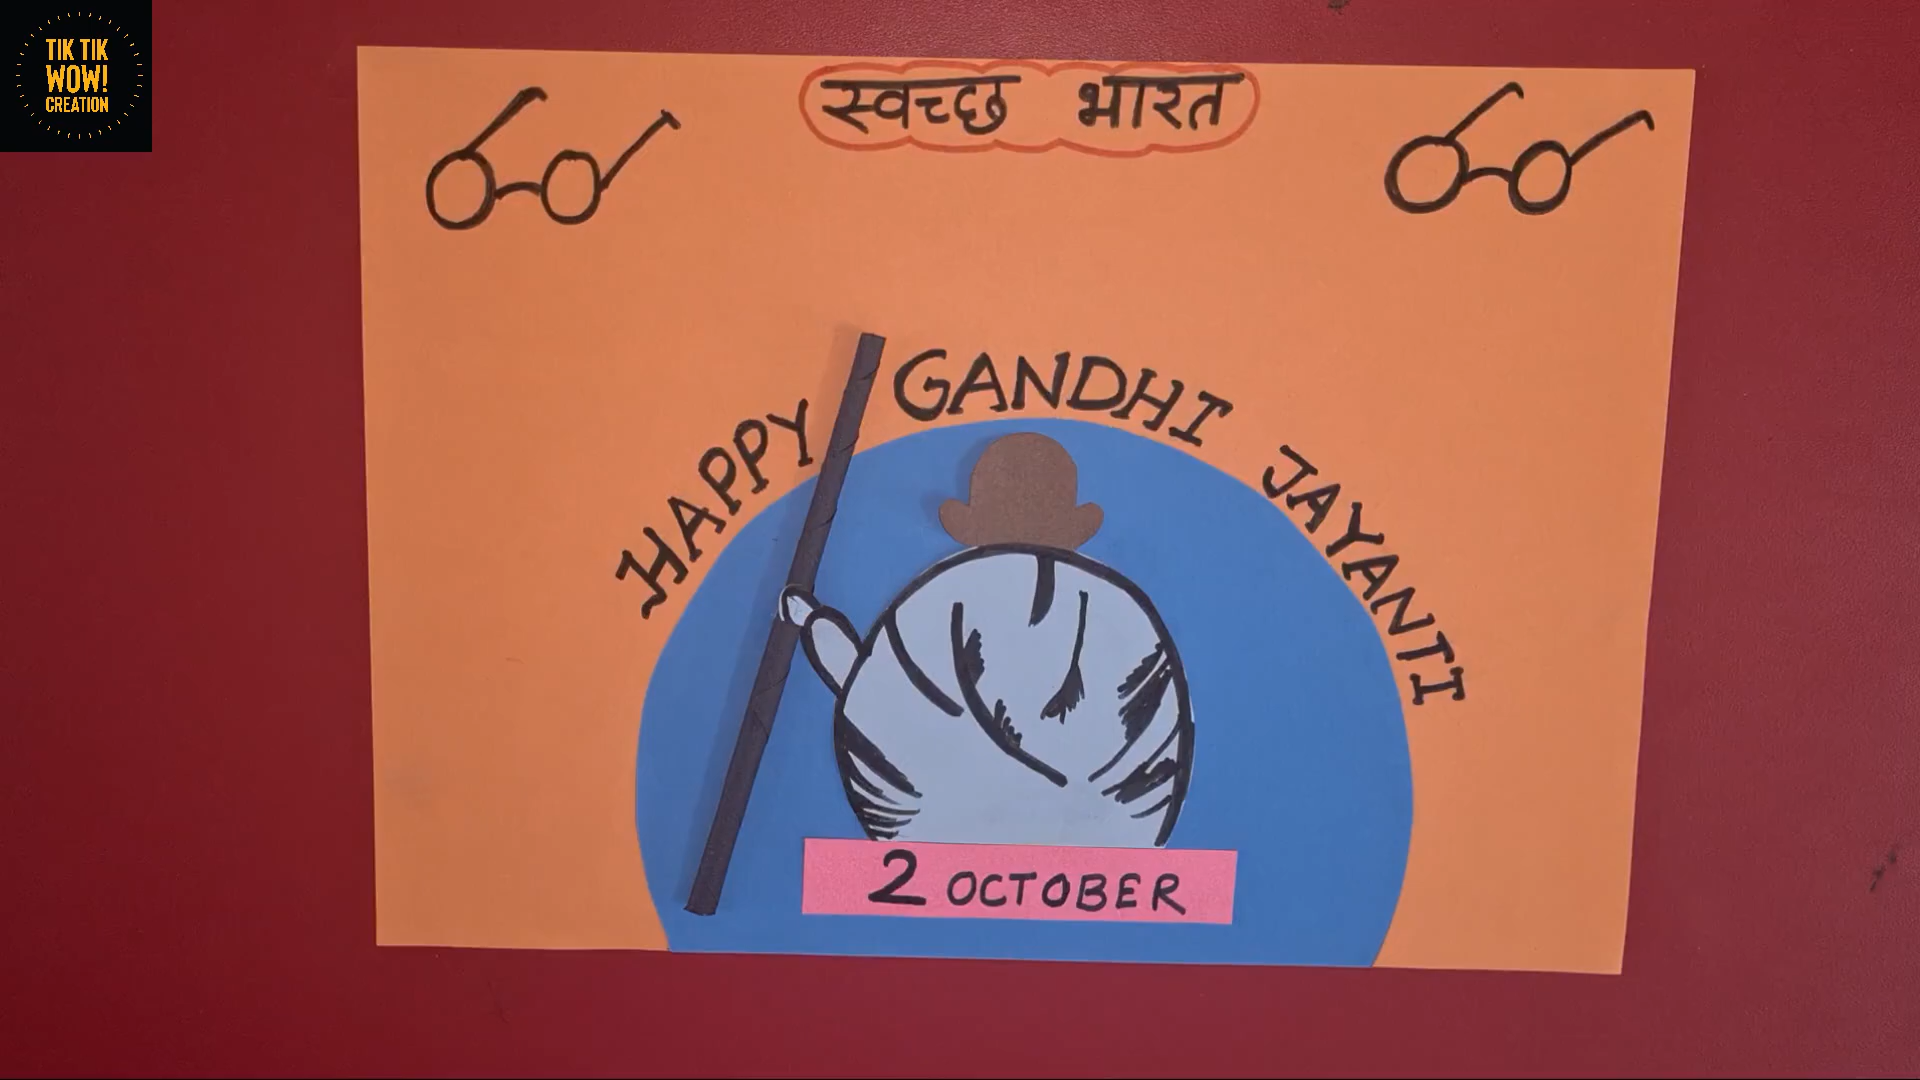 TIK TIK
WOW!
CREATION
स्वच्छ भारत
HAPPY GANDHI JAYANTI
2 OCTOBER